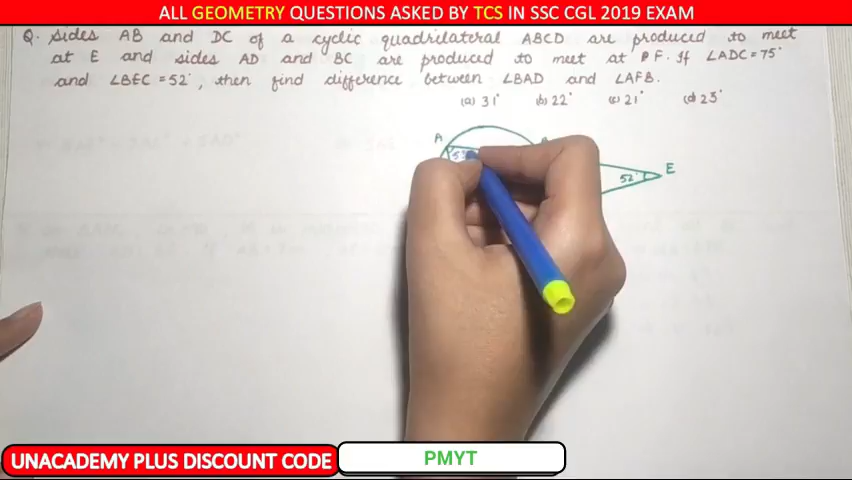 ALL GEOMETRY QUESTIONS ASKED BY TCS IN SSC CGL 2019 EXAM
Q. Sides AB and DC of a cyclic quadrilateral ABCD are produced to meet
at E and sides AD and BC are produced to meet at F. If ∠ADC = 75°
and ∠BEC = 52°, then find difference between ∠BAD and ∠AFB.
(a) 31° (b) 22° (c) 21° (d) 23°
A
E
52°
UNACADEMY PLUS DISCOUNT CODE
PMYT